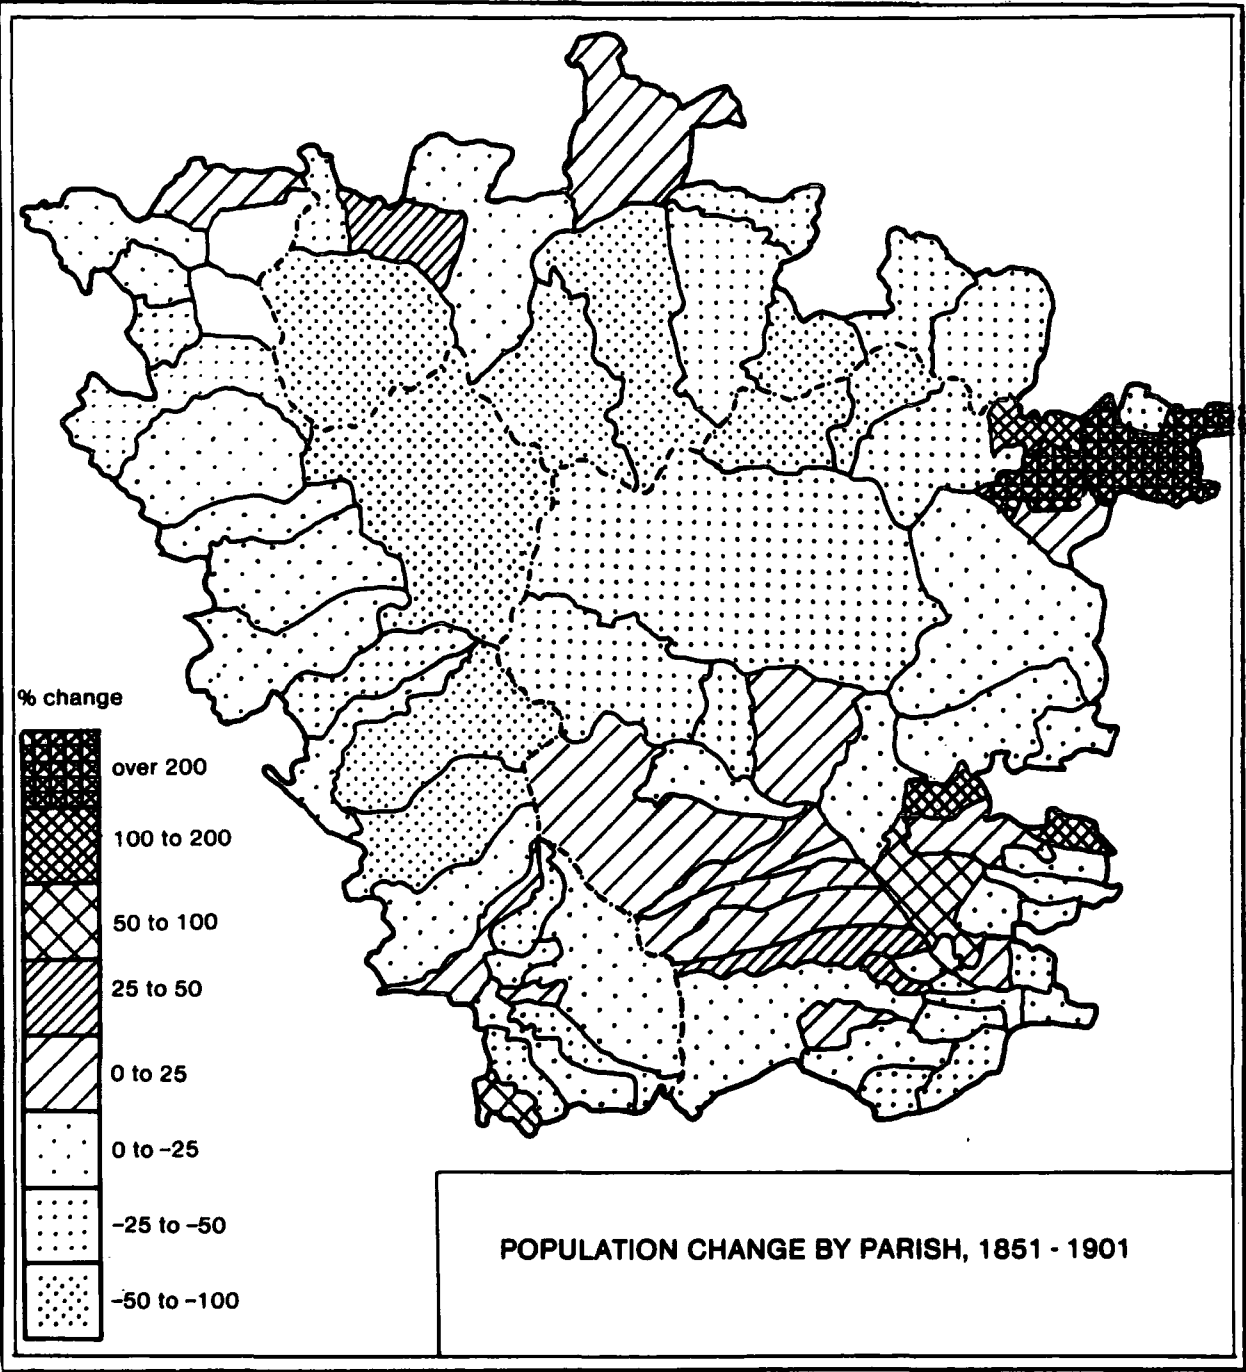 % change
over 200
100 to 200
50 to 100
25 to 50
0 to 25
0 to –25
–25 to –50
–50 to –100
POPULATION CHANGE BY PARISH, 1851 - 1901